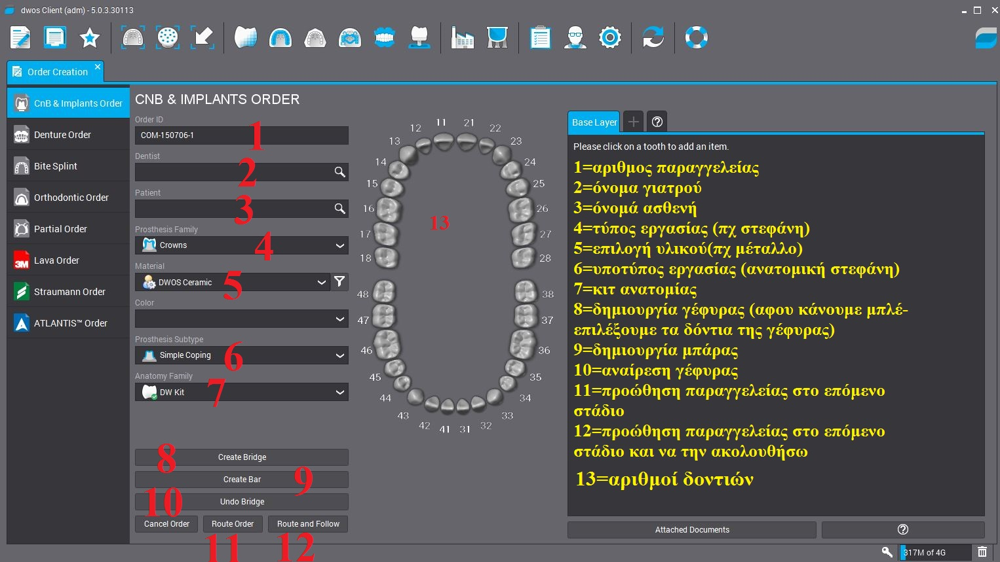 dwos Client (adm) - 5.0.3.30113
Order Creation
CnB & Implants Order
Denture Order
Bite Splint
Orthodontic Order
Partial Order
3M
Lava Order
Straumann Order
ATLANTIS™ Order
CNB & IMPLANTS ORDER
Order ID
COM-150706-1
1
Dentist
2
Patient
3
Prosthesis Family
Crowns
4
Material
DWOS Ceramic
5
Color
Prosthesis Subtype
Simple Coping
6
Anatomy Family
DW Kit
7
Create Bridge
8
Create Bar
9
Undo Bridge
10
Cancel Order
Route Order
Route and Follow
11
12
11 21
12 22
13 23
14 24
15 25
16 13 26
17 27
18 28
48 38
47 37
46 36
45 35
44 34
43 33
42 41 31 32
Base Layer
Please click on a tooth to add an item.
1=αριθμος παραγγελείας
2=όνομα γιατρού
3=όνομά ασθενή
4=τύπος εργασίας (πχ στεφάνη)
5=επιλογή υλικού(πχ μέταλλο)
6=υποτύπος εργασίας (ανατομική στεφάνη)
7=κιτ ανατομίας
8=δημιουργία γέφυρας (αφου κάνουμε μπλέ-
επιλέξουμε τα δόντια της γέφυρας)
9=δημιουργία μπάρας
10=αναίρεση γέφυρας
11=προώθηση παραγγελείας στο επόμενο
στάδιο
12=προώθηση παραγγελείας στο επόμενο
στάδιο και να την ακολουθήσω
13=αριθμοί δοντιών
Attached Documents
317M of 4G